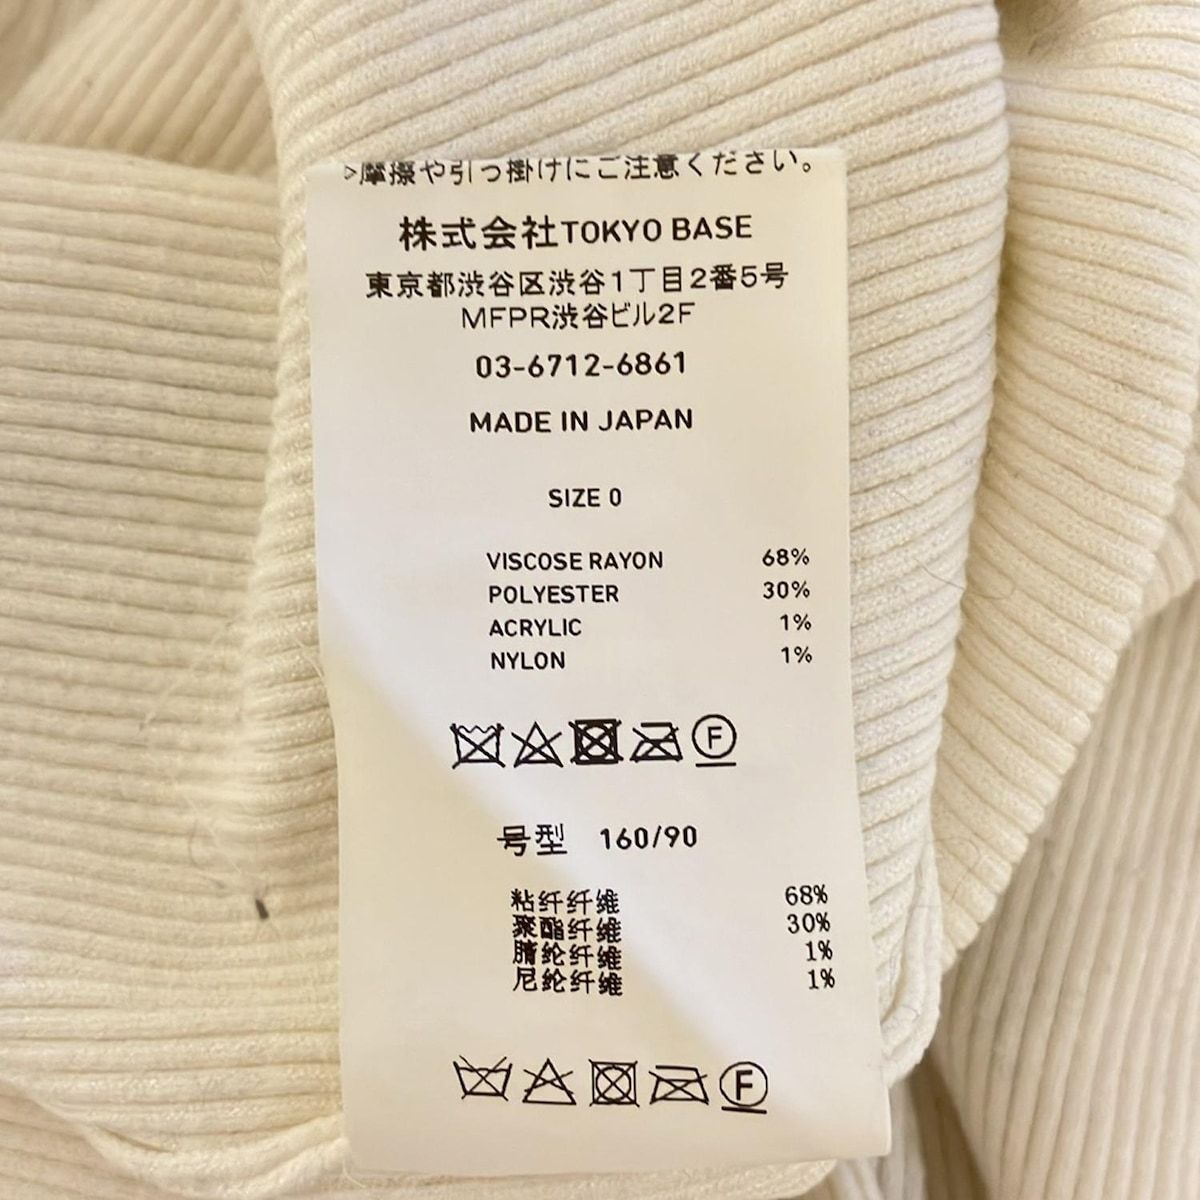 ▷摩擦や引っ掛けにご注意ください。
株式会社TOKYO BASE
東京都渋谷区渋谷1丁目2番5号
MFPR渋谷ビル2F
03-6712-6861
MADE IN JAPAN
SIZE 0
VISCOSE RAYON 68%
POLYESTER 30%
ACRYLIC 1%
NYLON 1%
F
号型 160/90
粘纤纤维 68%
聚酯纤维 30%
腈纶纤维 1%
尼纶纤维 1%
F